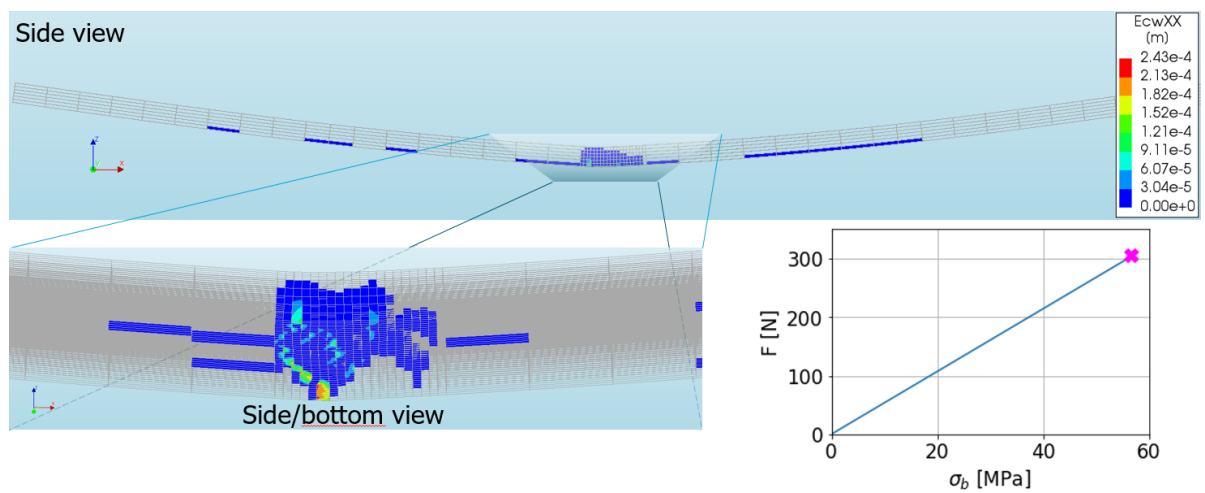 Side view
EcwXX
(m)
2.43e-4
2.13e-4
1.82e-4
1.52e-4
1.21e-4
9.11e-5
6.07e-5
3.04e-5
0.00e+0
z
x
Side/bottom view
300
200
100
0
F [N]
0 20 40 60
σb [MPa]